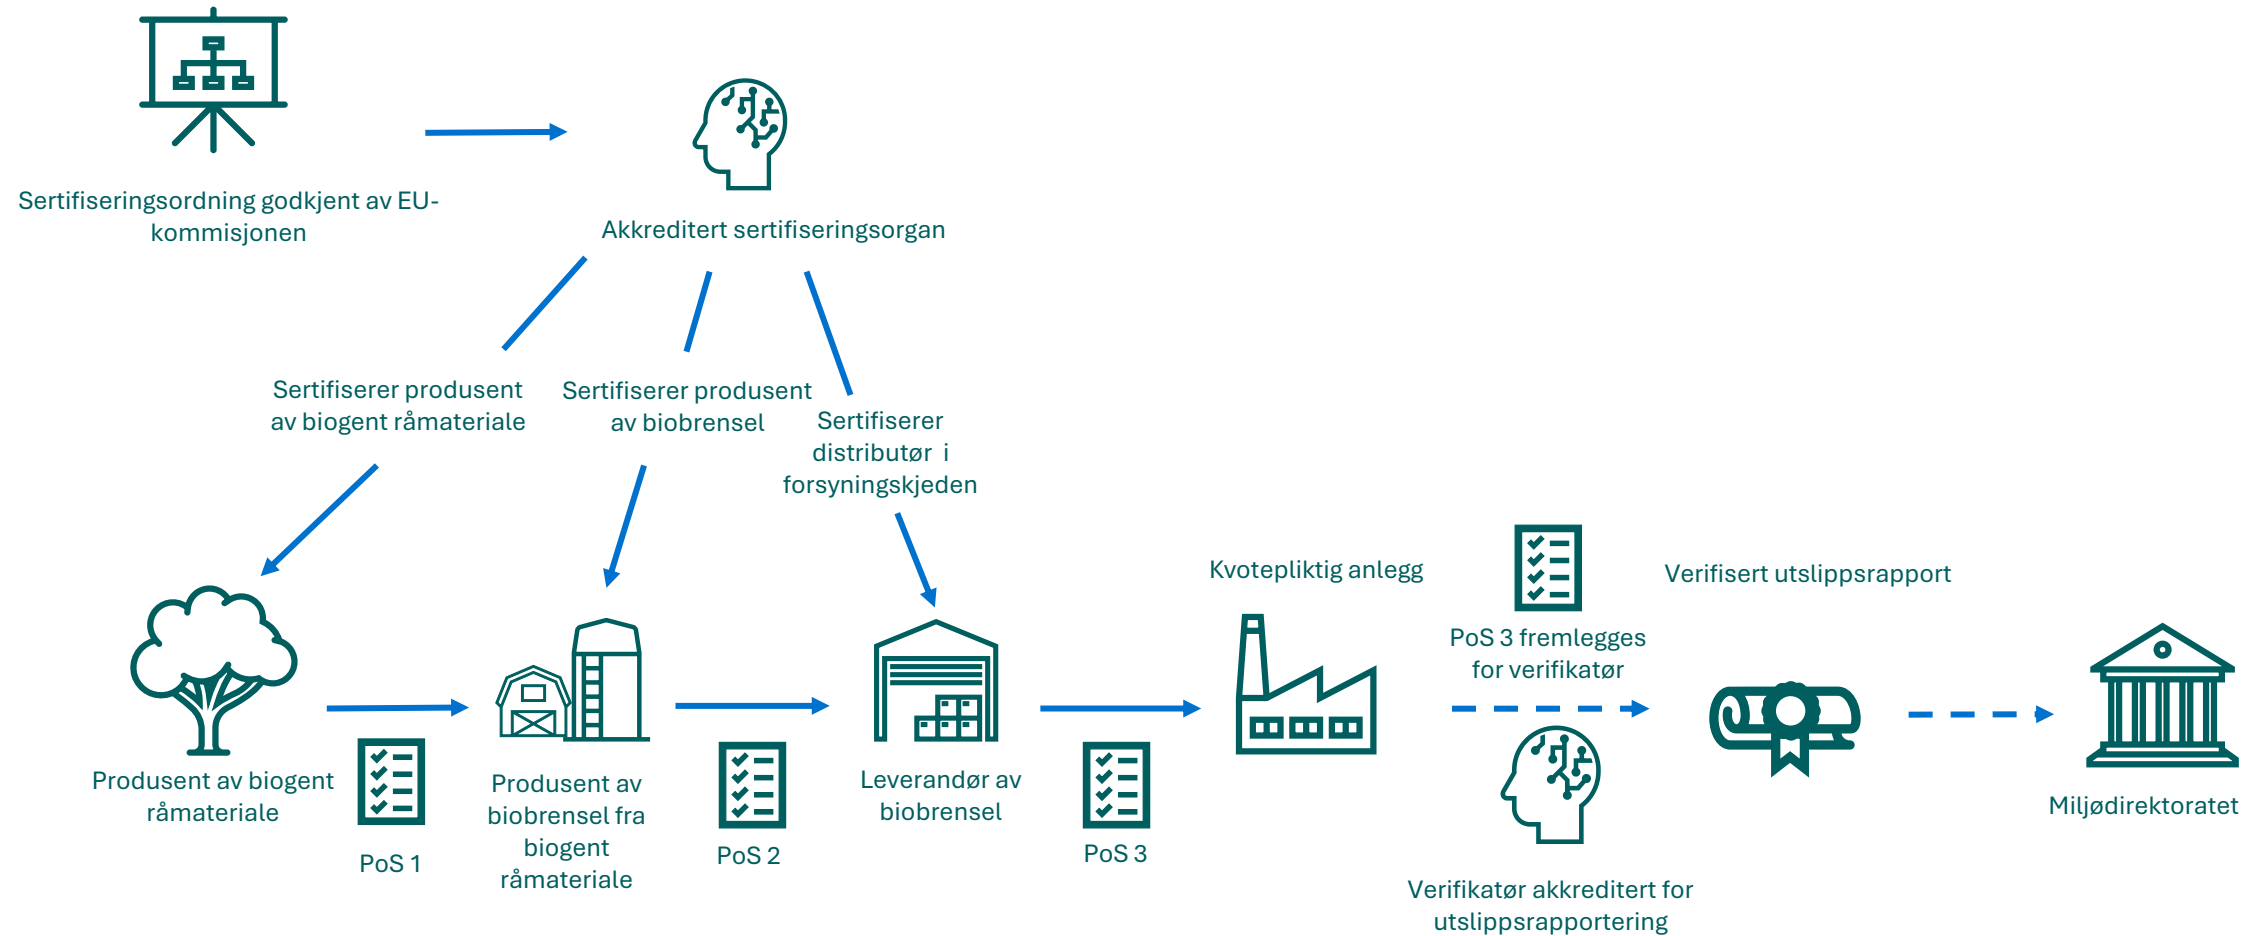 Sertifiseringsordning godkjent av EU-
kommisjonen
Akkreditert sertifiseringsorgan
Sertifiserer produsent
av biogent råmateriale
Sertifiserer produsent
av biobrensel
Sertifiserer
distributør  i
forsyningskjeden
Kvotepliktig anlegg
Verifisert utslippsrapport
PoS 3 fremlegges
for verifikatør
Produsent av biogent
råmateriale
PoS 1
Produsent av
biobrensel fra
biogent
råmateriale
PoS 2
Leverandør av
biobrensel
PoS 3
Verifikatør akkreditert for
utslippsrapportering
Miljødirektoratet